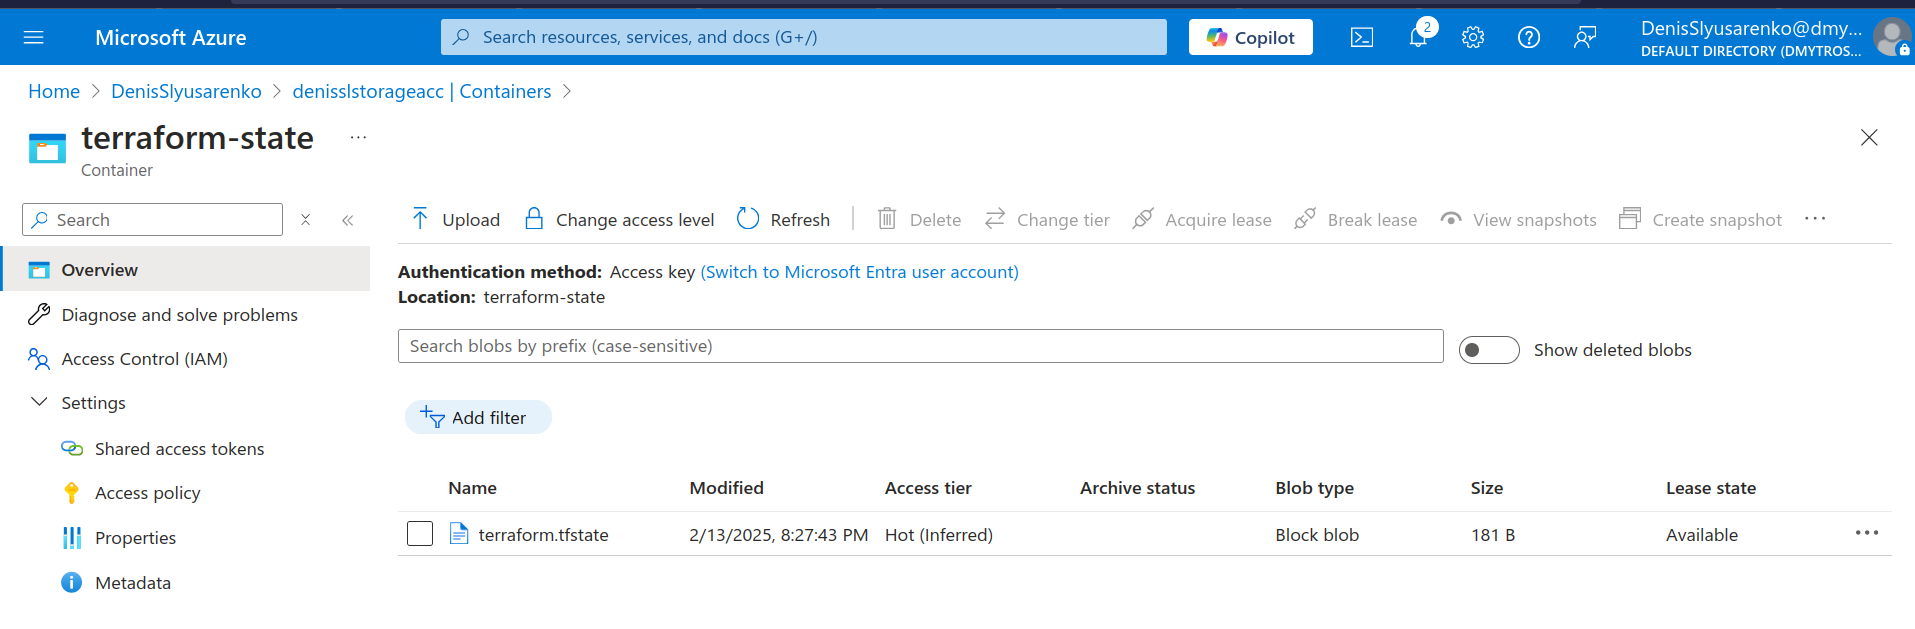 Microsoft Azure
Search resources, services, and docs (G+/)
Copilot
2
DenisSlyusarenko@dmy...
DEFAULT DIRECTORY (DMYTROS...
Home > DenisSlyusarenko > denisslstorageacc | Containers >
terraform-state ...
Container
Search
Overview
Diagnose and solve problems
Access Control (IAM)
Settings
Shared access tokens
Access policy
Properties
Metadata
Upload Change access level Refresh Delete Change tier Acquire lease Break lease View snapshots Create snapshot ...
Authentication method: Access key (Switch to Microsoft Entra user account)
Location: terraform-state
Search blobs by prefix (case-sensitive)
Show deleted blobs
Add filter
Name Modified Access tier Archive status Blob type Size Lease state
terraform.tfstate 2/13/2025, 8:27:43 PM Hot (Inferred) Block blob 181 B Available ...